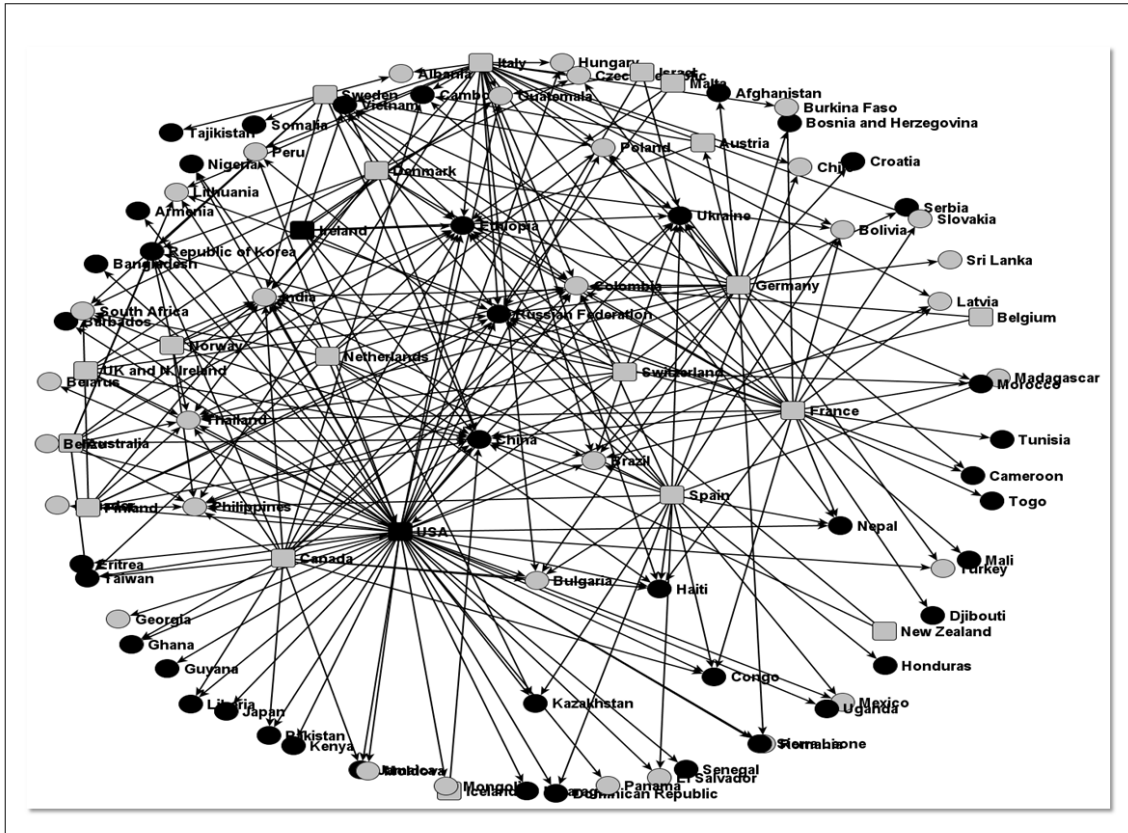 Italy
Hungary
Albania
Israel
Malta
Sweden
Vietnam
Guatemala
Afghanistan
Burkina Faso
Bosnia and Herzegovina
Tajikistan
Somalia
Peru
Poland
Austria
Nigeria
Denmark
Croatia
Lithuania
Armenia
Ireland
Ethiopia
Ukraine
Serbia
Slovakia
Bolivia
Republic of Korea
Bangladesh
Sri Lanka
India
Colombia
Germany
Latvia
South Africa
Barbados
Russian Federation
Belgium
Norway
Netherlands
UK and N. Ireland
Switzerland
Belarus
Madagascar
Morocco
Thailand
France
Australia
China
Tunisia
Brazil
Cameroon
Spain
Togo
Finland
Philippines
USA
Nepal
Canada
Eritrea
Taiwan
Bulgaria
Haiti
Mali
Turkey
Georgia
Djibouti
New Zealand
Ghana
Guyana
Congo
Honduras
Liberia
Japan
Kazakhstan
Mexico
Uganda
Pakistan
Kenya
Sierra Leone
Moldova
Senegal
El Salvador
Panama
Iceland
Dominican Republic